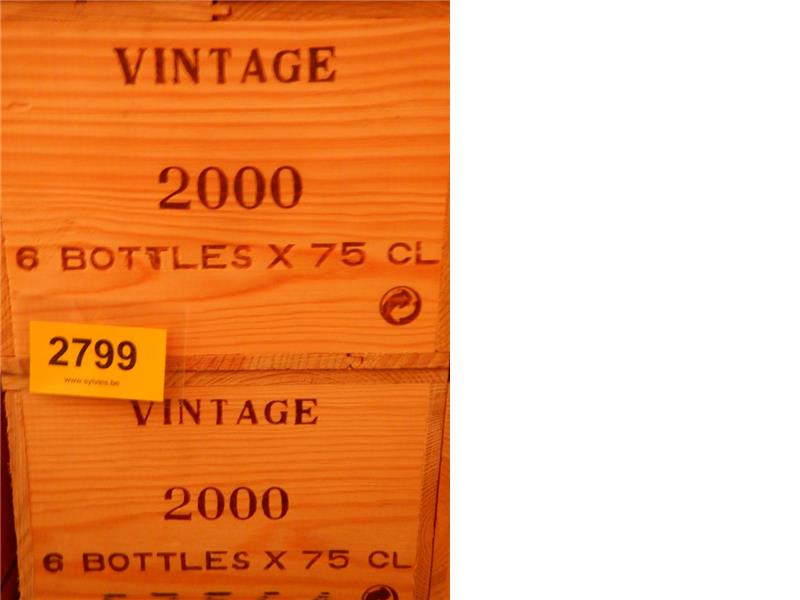 VINTAGE
2000
6 BOTTLES X 75 CL
2799
www.sylvies.be
VINTAGE
2000
6 BOTTLES X 75 CL